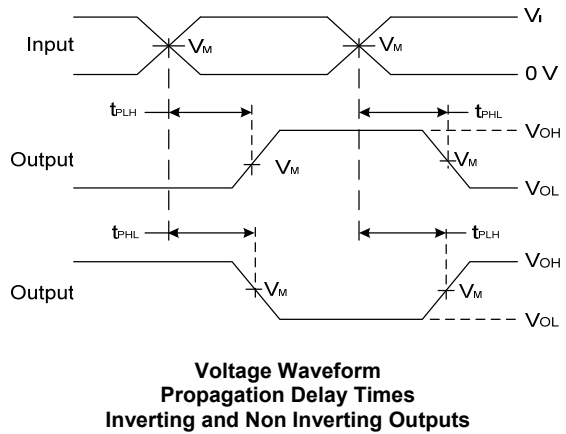 VI
Input VM VM
0 V
tPLH tPHL
VOH
Output VM VM
VOL
tPHL tPLH
VOH
Output VM VM
VOL
Voltage Waveform
Propagation Delay Times
Inverting and Non Inverting Outputs